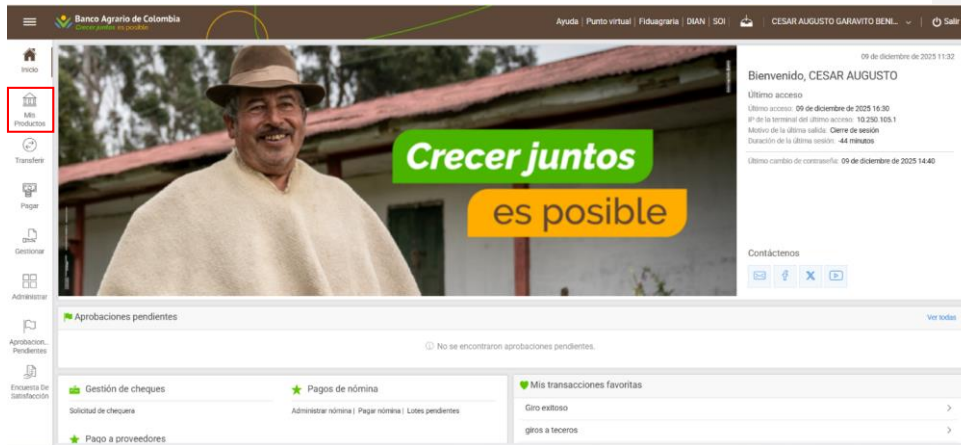 Banco Agrario de Colombia
Crecer juntos es posible
Ayuda | Punto virtual | Fiduagraria | DIAN | SOI
CESAR AUGUSTO GARAVITO BENI...
Salir
Inicio
Mis
Productos
Transferir
Pagar
Gestionar
Administrar
Aprobacion...
Pendientes
Encuesta De
Satisfacción
Crecer juntos
es posible
09 de diciembre de 2025 11:32
Bienvenido, CESAR AUGUSTO
Último acceso
Último acceso: 09 de diciembre de 2025 16:30
IP de la terminal del último acceso: 10.250.105.1
Motivo de la última salida: Cierre de sesión
Duración de la última sesión: -44 minutos
Último cambio de contraseña: 09 de diciembre de 2025 14:40
Contáctenos
Aprobaciones pendientes
Ver todas
No se encontraron aprobaciones pendientes.
Gestión de cheques
Solicitud de chequera
Pago a proveedores
Pagos de nómina
Administrar nómina | Pagar nómina | Lotes pendientes
Mis transacciones favoritas
Giro exitoso
giros a teceros